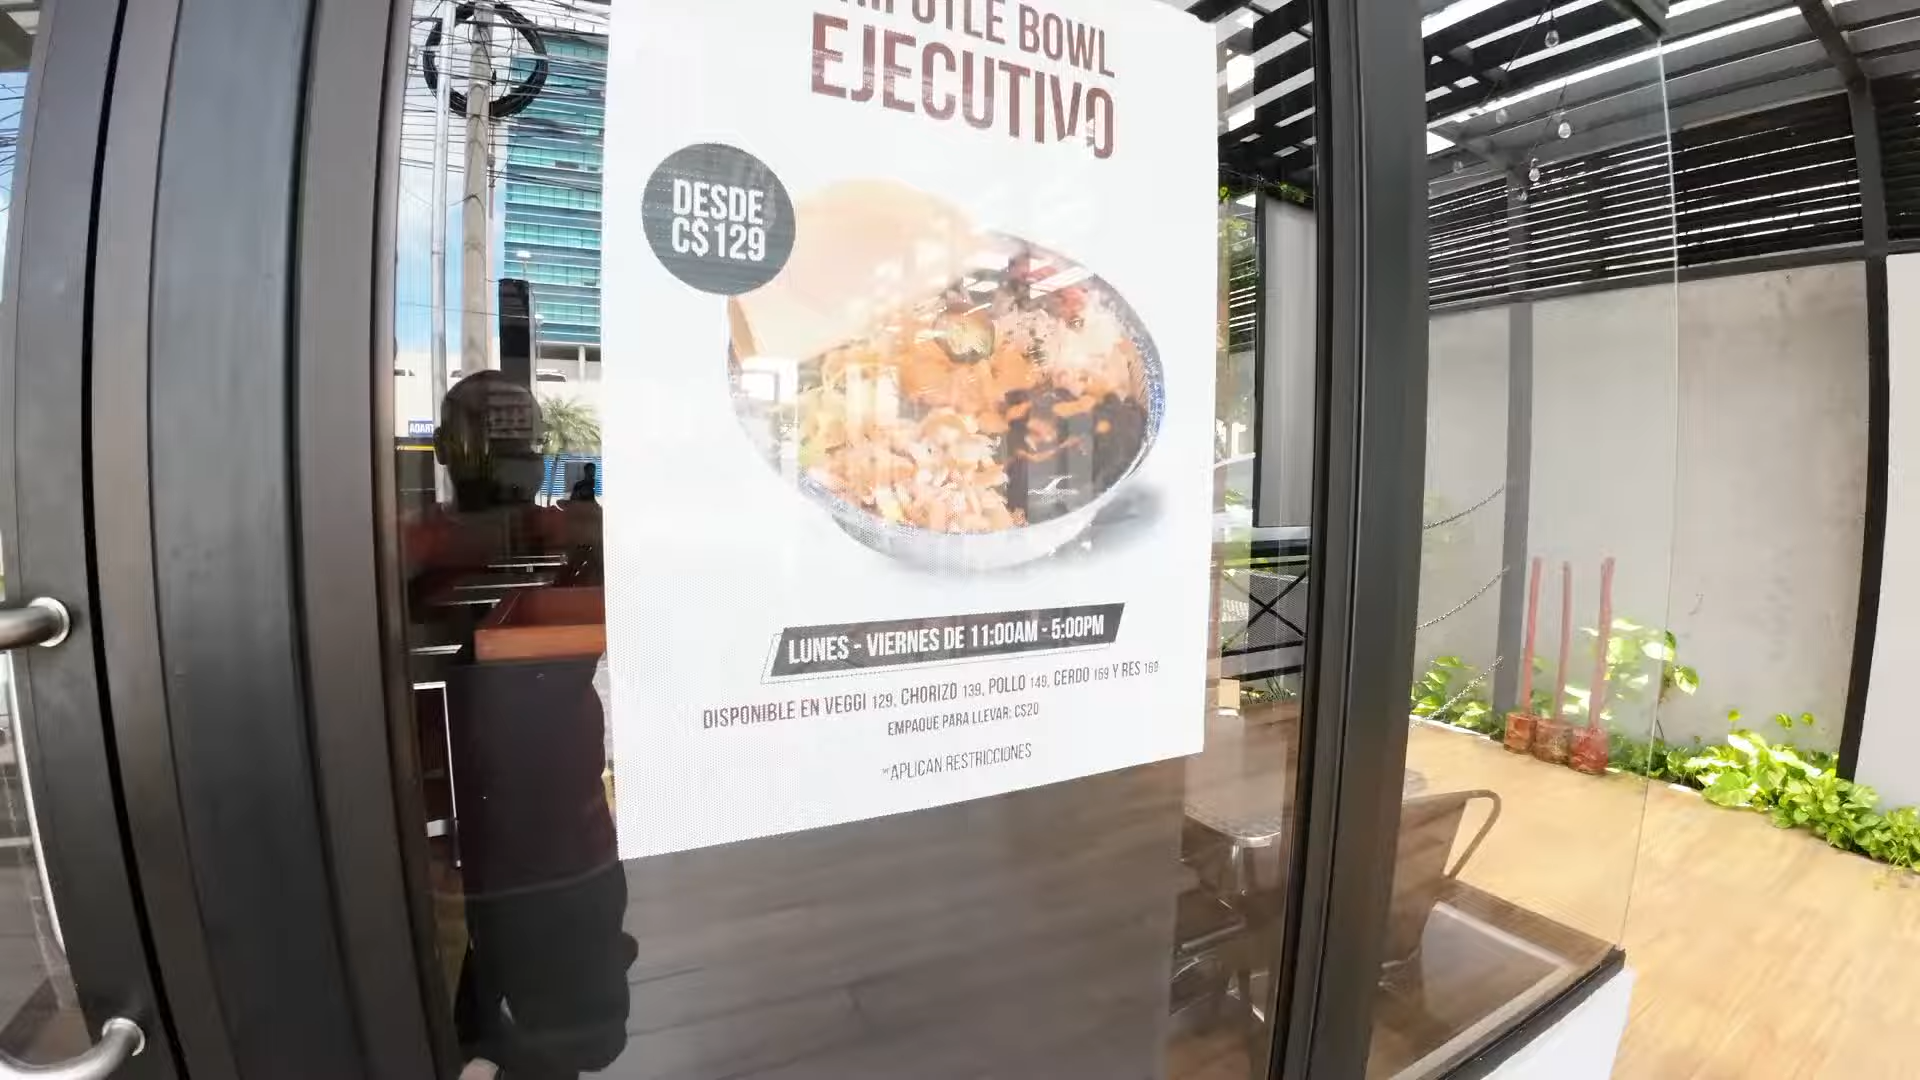 BOWL
EJECUTIVO
DESDE
C$129
LUNES - VIERNES DE 11:00AM - 5:00PM
DISPONIBLE EN VEGGI 129, CHORIZO 139, POLLO 149, CERDO 159 Y RES 169
EMPAQUE PARA LLEVAR: C$20
*APLICAN RESTRICCIONES